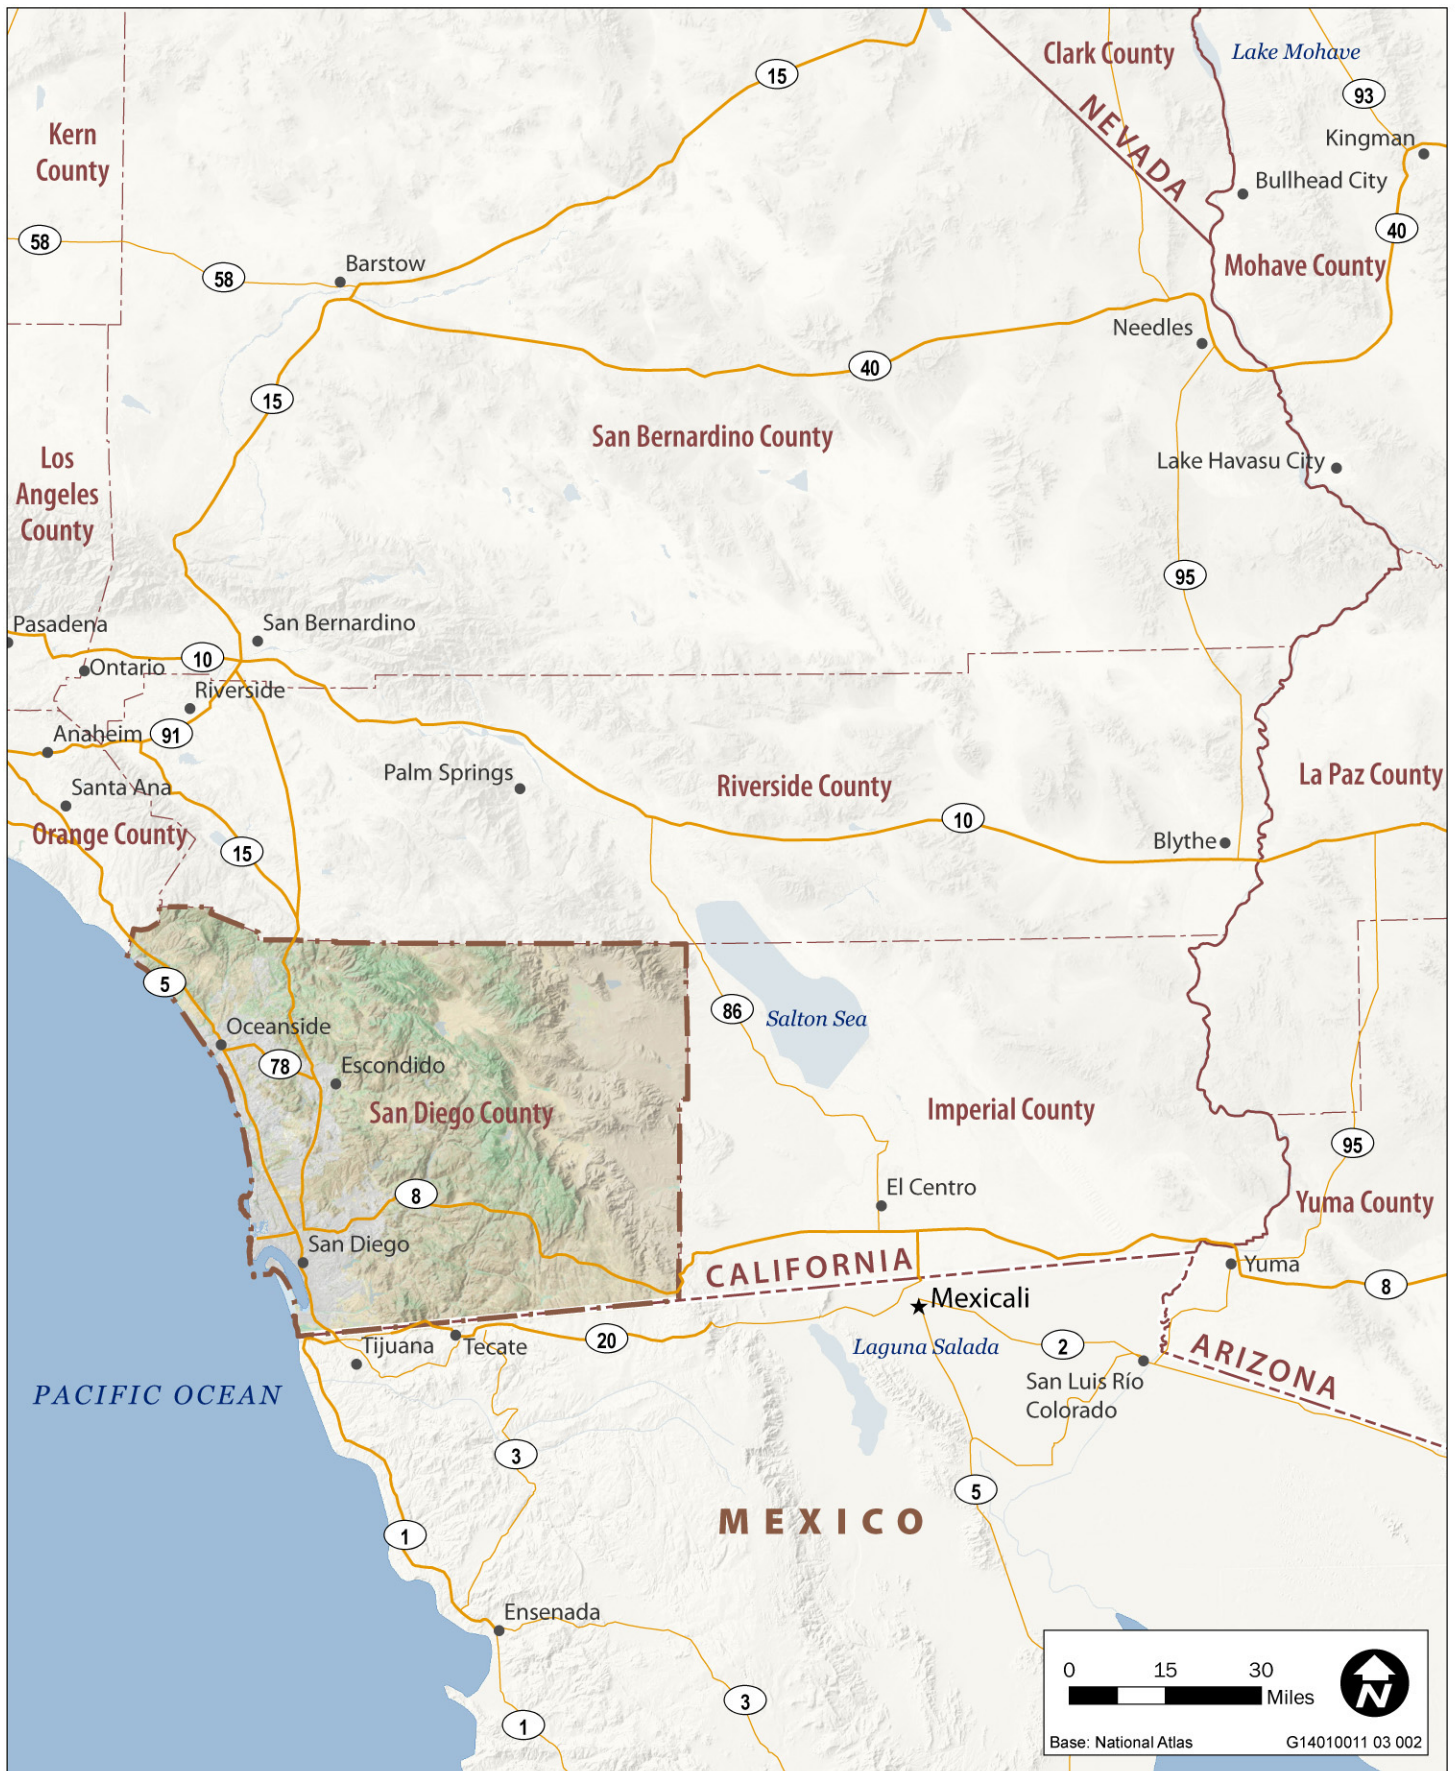 Clark County
Lake Mohave
15
93
NEVADA
Kern
County
Kingman
Bullhead City
58
40
58
Barstow
Mohave County
Needles
40
15
San Bernardino County
Los
Angeles
County
Lake Havasu City
95
Pasadena
San Bernardino
10
Ontario
Riverside
Anaheim
91
Palm Springs
Riverside County
La Paz County
Santa Ana
Orange County
10
Blythe
15
5
86
Salton Sea
Oceanside
78
Escondido
San Diego County
Imperial County
95
El Centro
8
Yuma County
San Diego
CALIFORNIA
Yuma
8
Mexicali
Tijuana
Tecate
20
Laguna Salada
2
ARIZONA
San Luis Río
Colorado
PACIFIC OCEAN
3
5
MEXICO
1
Ensenada
3
1
0 15 30
Miles
N
Base: National Atlas
G14010011 03 002